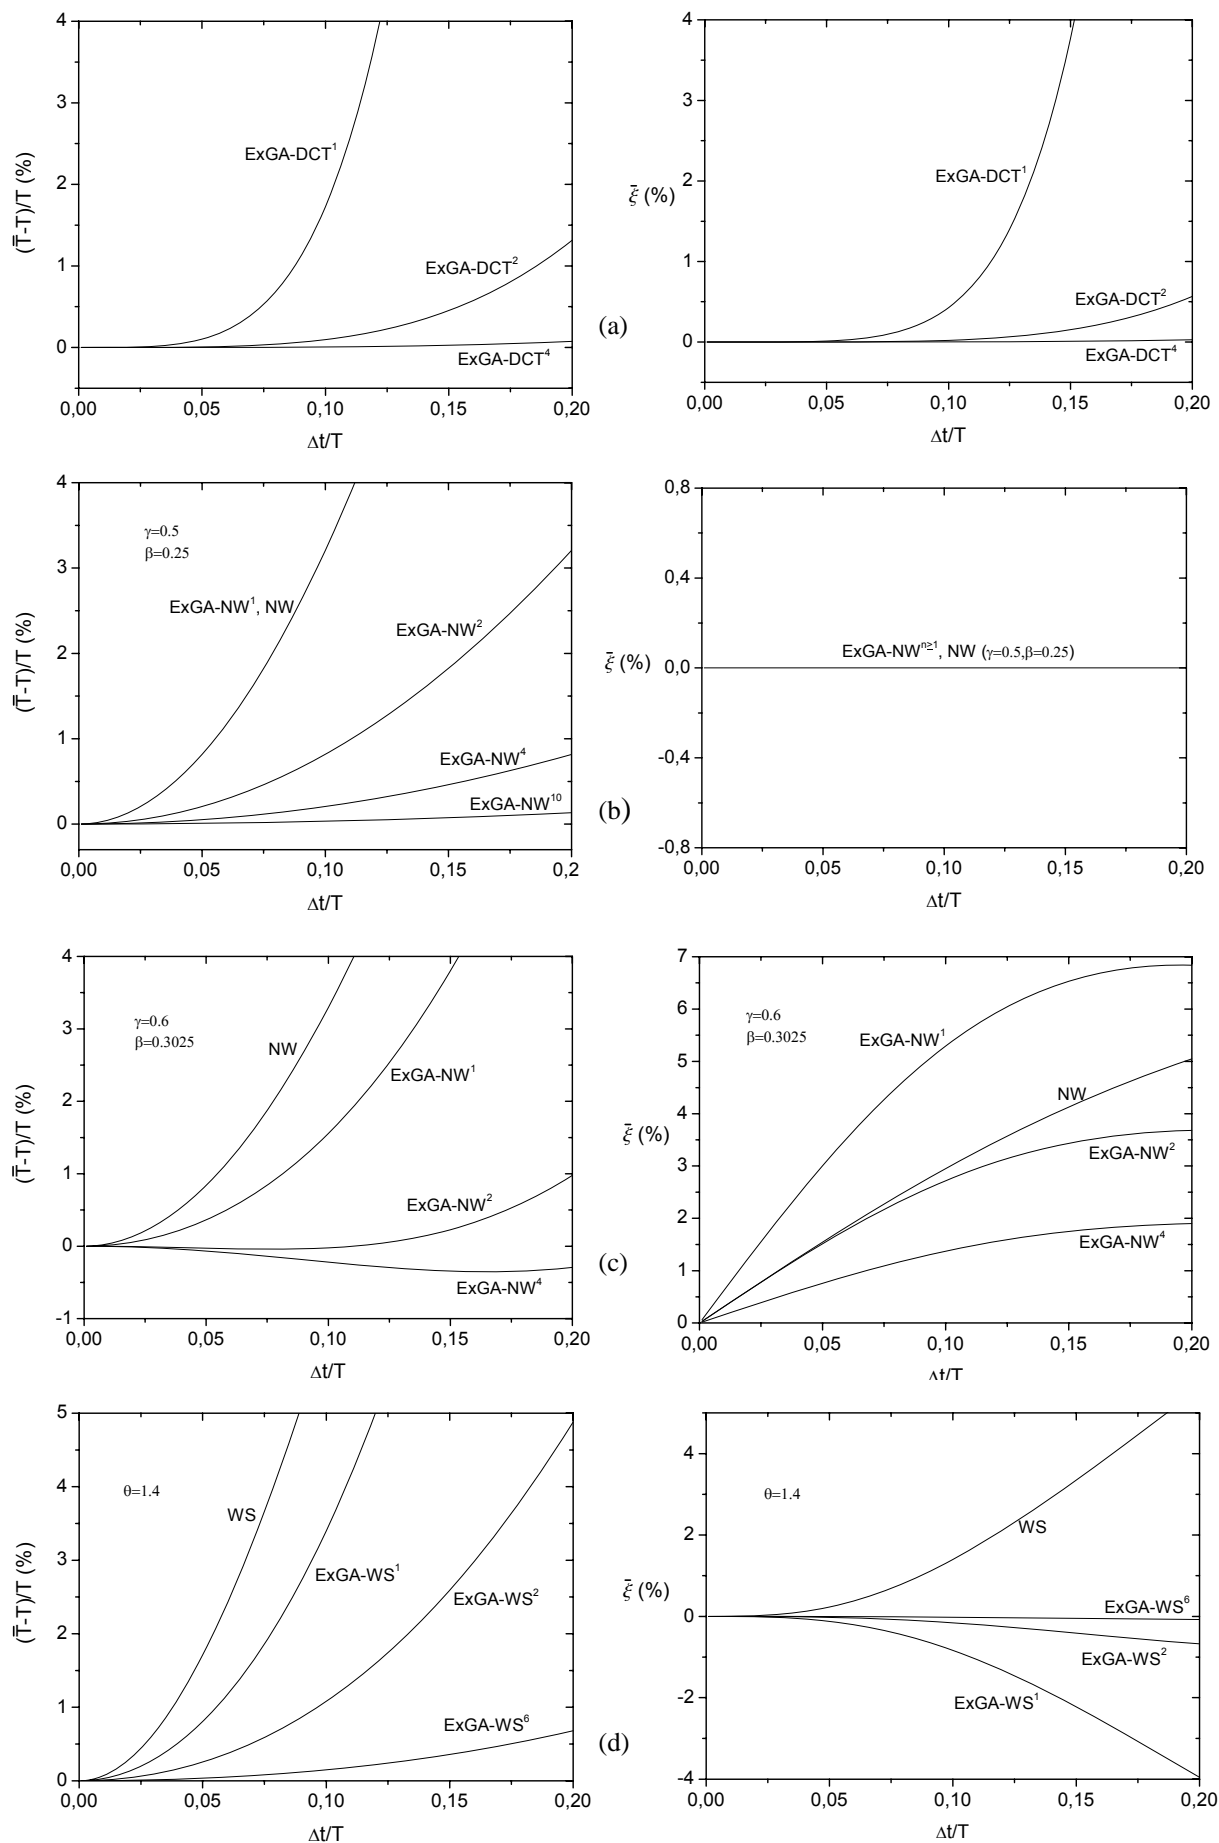 4
3
2
1
0
(T̅-T)/T (%)
ExGA-DCT¹
ExGA-DCT²
ExGA-DCT⁴
0,00 0,05 0,10 0,15 0,20
Δt/T
(a)
4
3
2
1
0
ξ̄ (%)
ExGA-DCT¹
ExGA-DCT²
ExGA-DCT⁴
0,00 0,05 0,10 0,15 0,20
Δt/T
4
3
2
1
0
(T̅-T)/T (%)
γ=0.5
β=0.25
ExGA-NW¹, NW
ExGA-NW²
ExGA-NW⁴
ExGA-NW¹⁰
0,00 0,05 0,10 0,15 0,20
Δt/T
(b)
0,8
0,4
0,0
-0,4
-0,8
ξ̄ (%)
ExGA-NWⁿ≥¹, NW (γ=0.5,β=0.25)
0,00 0,05 0,10 0,15 0,20
Δt/T
4
3
2
1
0
-1
(T̅-T)/T (%)
γ=0.6
β=0.3025
NW
ExGA-NW¹
ExGA-NW²
ExGA-NW⁴
0,00 0,05 0,10 0,15 0,20
Δt/T
(c)
7
6
5
4
3
2
1
0
ξ̄ (%)
γ=0.6
β=0.3025
ExGA-NW¹
NW
ExGA-NW²
ExGA-NW⁴
0,00 0,05 0,10 0,15 0,20
Δt/T
5
4
3
2
1
0
(T̅-T)/T (%)
θ=1.4
WS
ExGA-WS¹
ExGA-WS²
ExGA-WS⁶
0,00 0,05 0,10 0,15 0,20
Δt/T
(d)
4
2
0
-2
-4
ξ̄ (%)
θ=1.4
WS
ExGA-WS⁶
ExGA-WS²
ExGA-WS¹
0,00 0,05 0,10 0,15 0,20
Δt/T